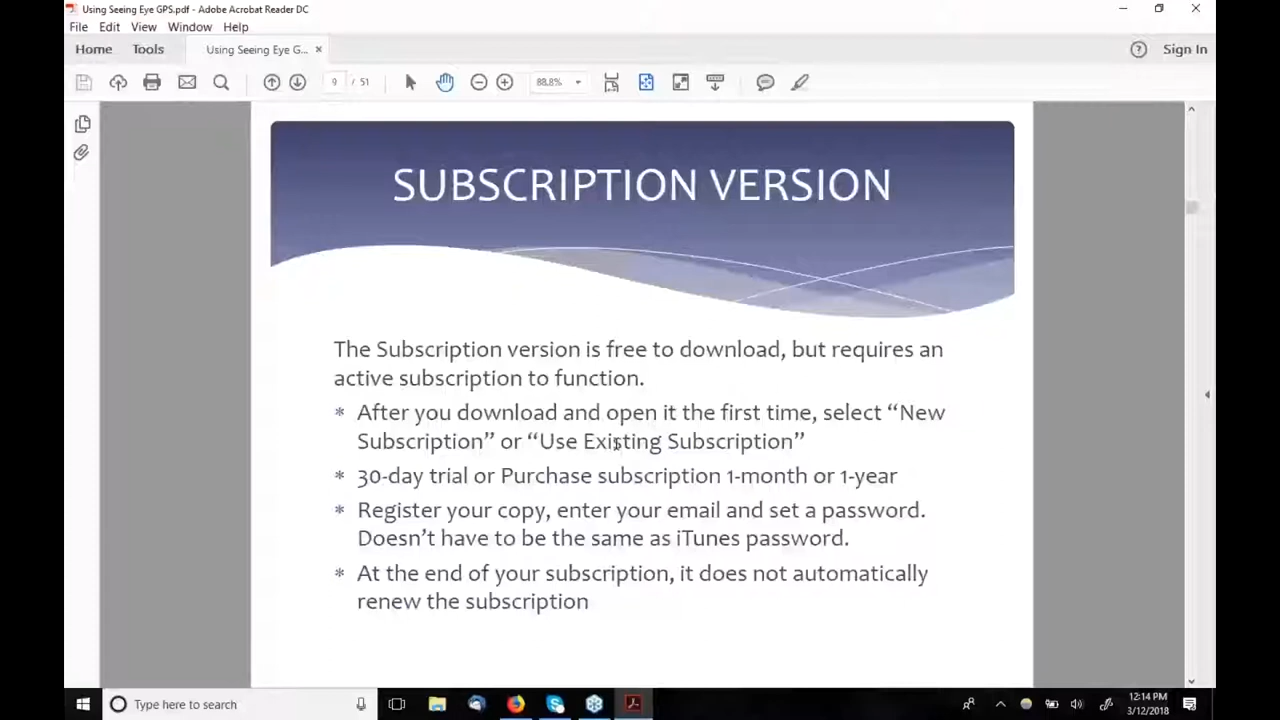 Using Seeing Eye GPS.pdf - Adobe Acrobat Reader DC
File Edit View Window Help
Home Tools Using Seeing Eye G... × Sign In
9 / 51 88.8%
SUBSCRIPTION VERSION
The Subscription version is free to download, but requires an
active subscription to function.
* After you download and open it the first time, select “New
Subscription” or “Use Existing Subscription”
* 30-day trial or Purchase subscription 1-month or 1-year
* Register your copy, enter your email and set a password.
Doesn’t have to be the same as iTunes password.
* At the end of your subscription, it does not automatically
renew the subscription
Type here to search
12:14 PM
3/12/2018